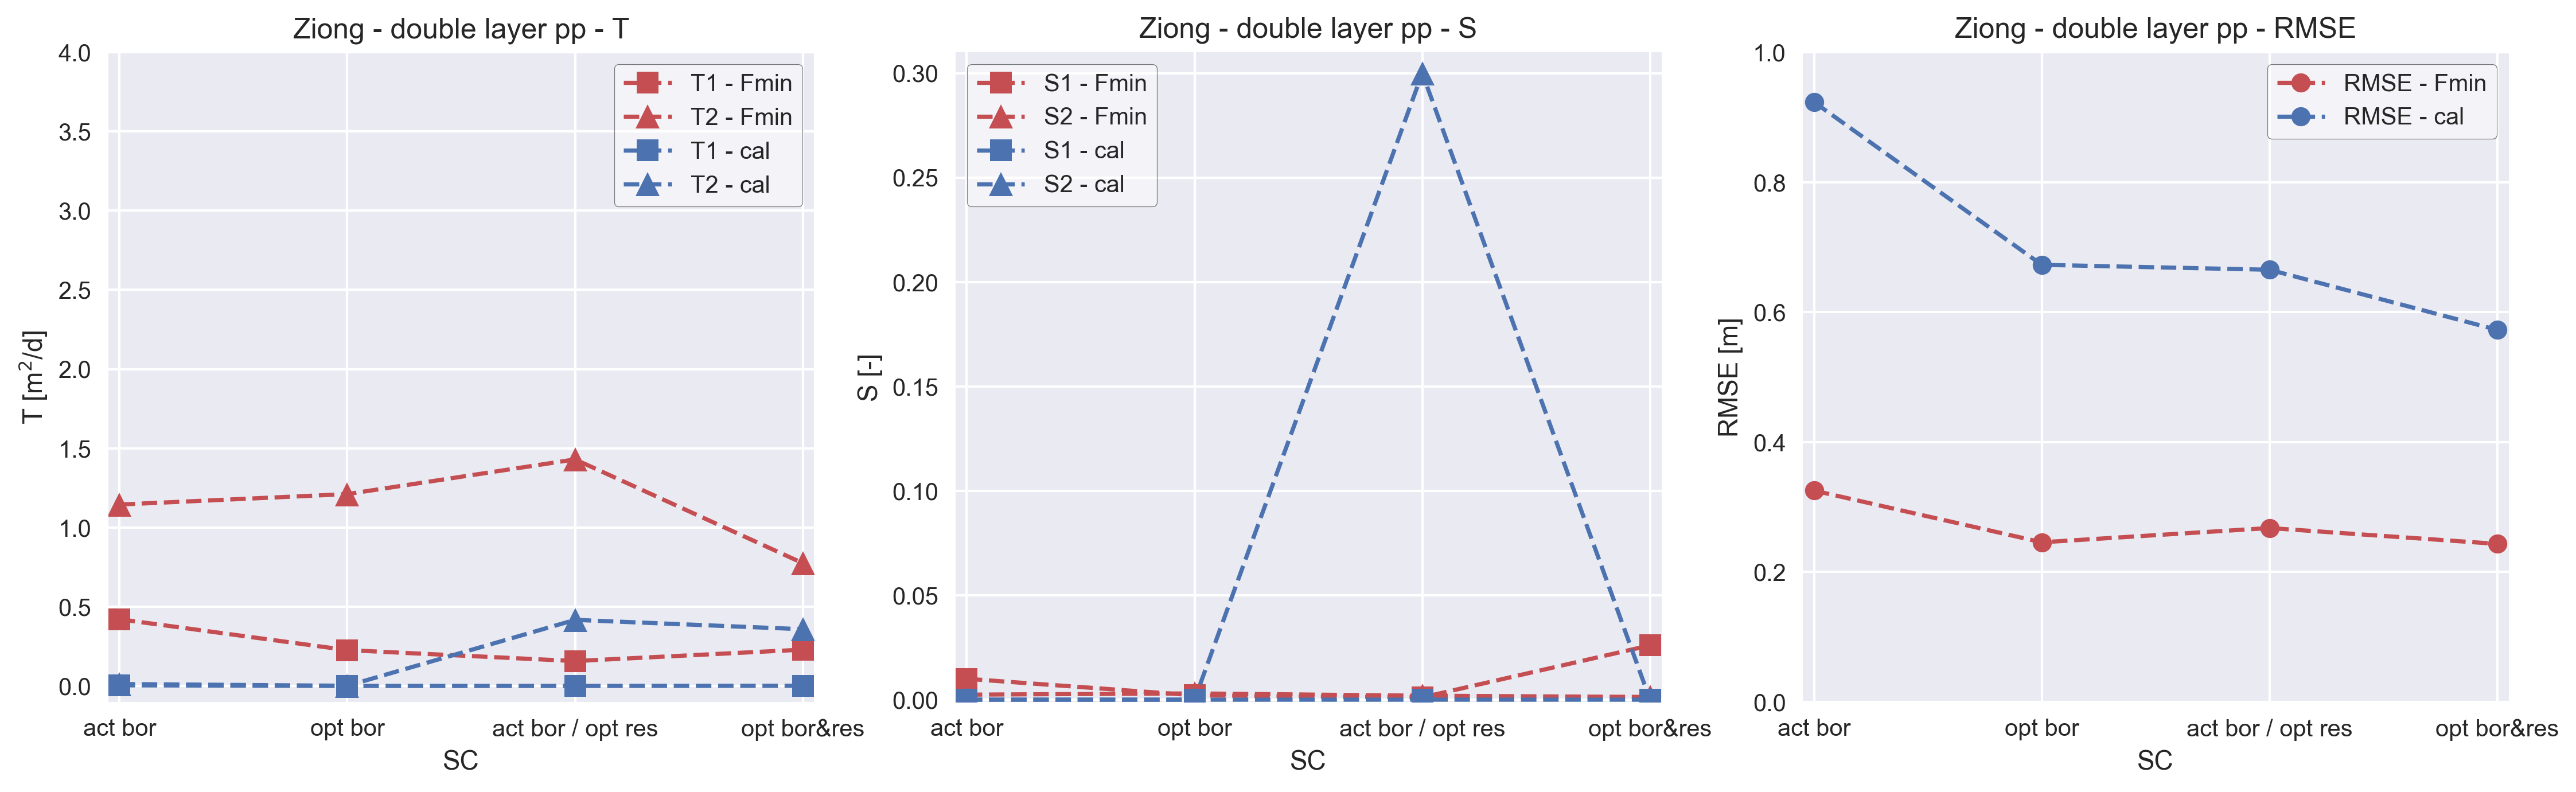 Ziong - double layer pp - T
4.0
3.5
3.0
2.5
2.0
1.5
1.0
0.5
0.0
T [m²/d]
T1 - Fmin
T2 - Fmin
T1 - cal
T2 - cal
act bor
opt bor
act bor / opt res
opt bor&res
SC
Ziong - double layer pp - S
0.30
0.25
0.20
0.15
0.10
0.05
0.00
S [-]
S1 - Fmin
S2 - Fmin
S1 - cal
S2 - cal
act bor
opt bor
act bor / opt res
opt bor&res
SC
Ziong - double layer pp - RMSE
1.0
0.8
0.6
0.4
0.2
0.0
RMSE [m]
RMSE - Fmin
RMSE - cal
act bor
opt bor
act bor / opt res
opt bor&res
SC